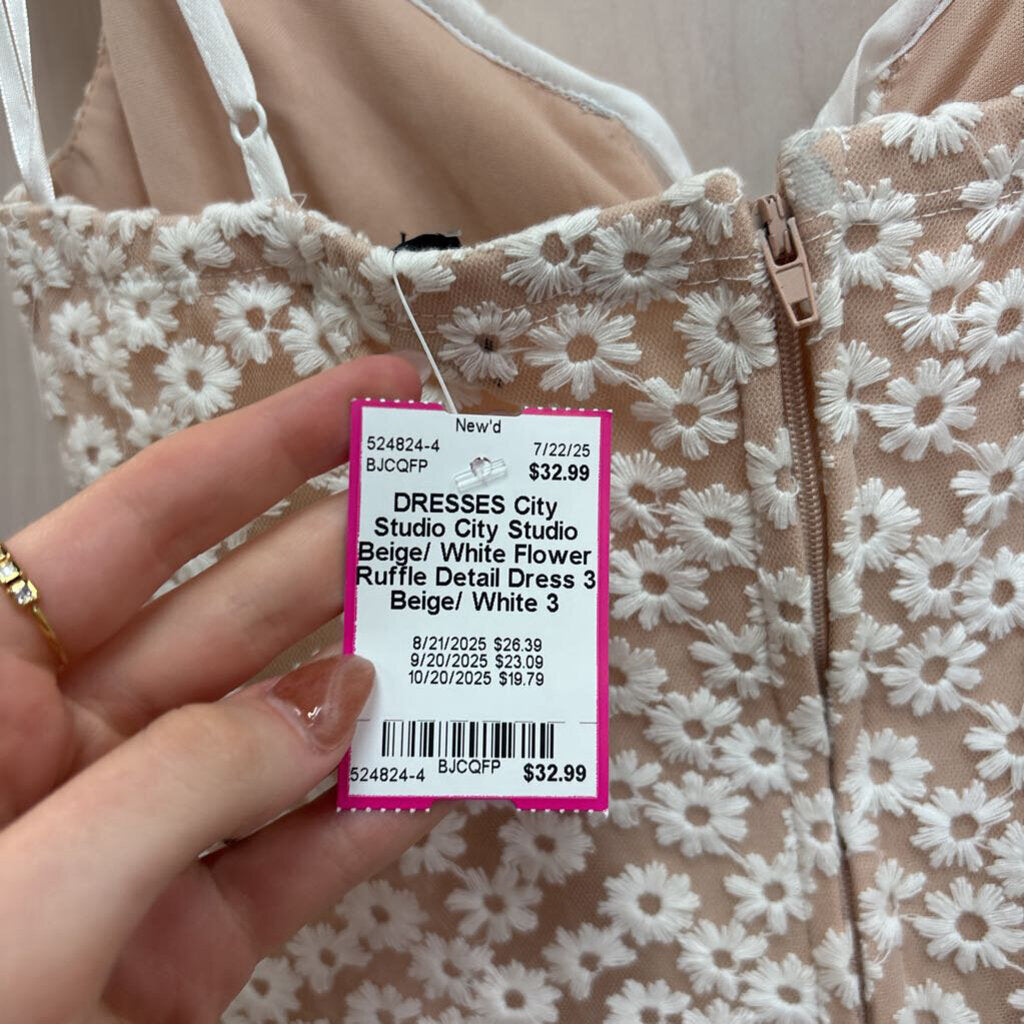 New'd
524824-4 7/22/25
BJCQFP $32.99
DRESSES City
Studio City Studio
Beige/ White Flower
Ruffle Detail Dress 3
Beige/ White 3
8/21/2025 $26.39
9/20/2025 $23.09
10/20/2025 $19.79
524824-4 BJCQFP $32.99